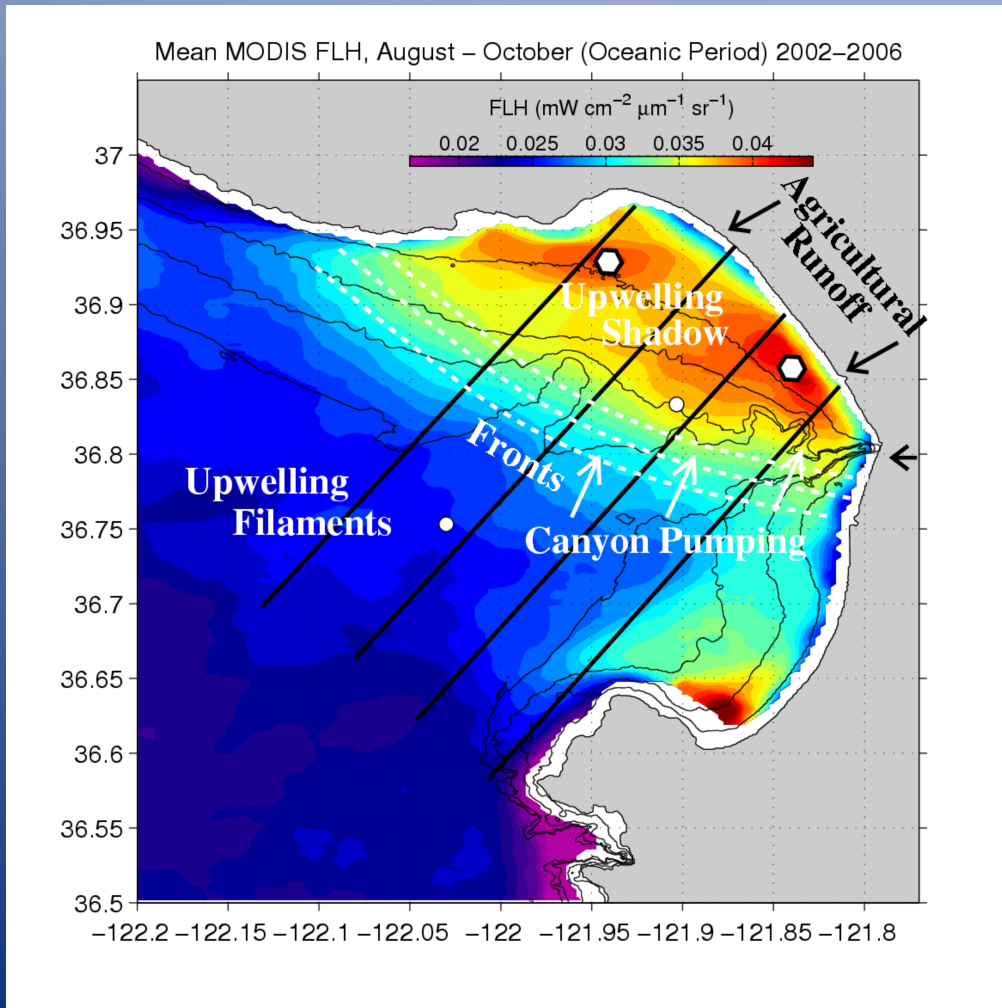 Mean MODIS FLH, August – October (Oceanic Period) 2002–2006
FLH (mW cm⁻² μm⁻¹ sr⁻¹)
0.02 0.025 0.03 0.035 0.04
Agricultural
Runoff
Upwelling
Shadow
Fronts
Upwelling
Filaments
Canyon Pumping
37
36.95
36.9
36.85
36.8
36.75
36.7
36.65
36.6
36.55
36.5
−122.2 −122.15 −122.1 −122.05 −122 −121.95 −121.9 −121.85 −121.8